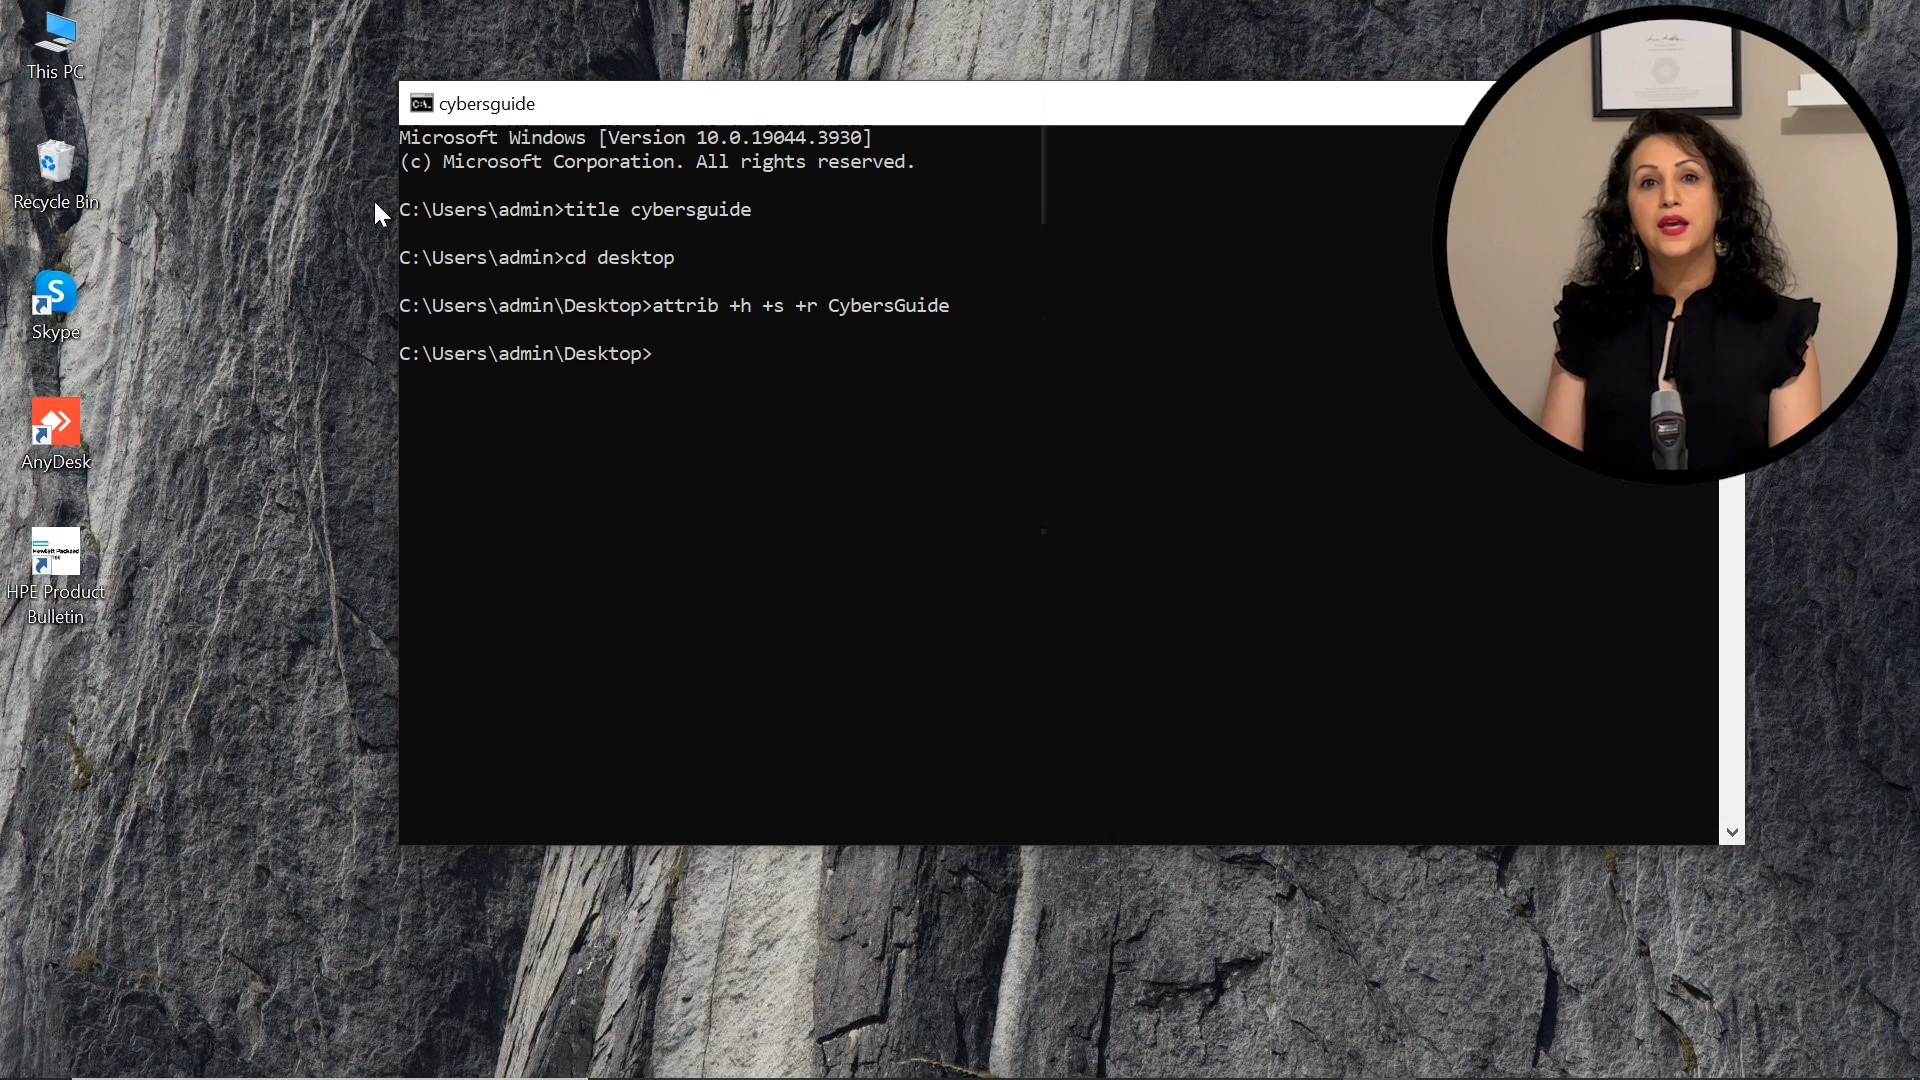 This PC
Recycle Bin
Skype
AnyDesk
HPE Product
Bulletin
cybersguide
Microsoft Windows [Version 10.0.19044.3930]
(c) Microsoft Corporation. All rights reserved.
C:\Users\admin>title cybersguide
C:\Users\admin>cd desktop
C:\Users\admin\Desktop>attrib +h +s +r CybersGuide
C:\Users\admin\Desktop>